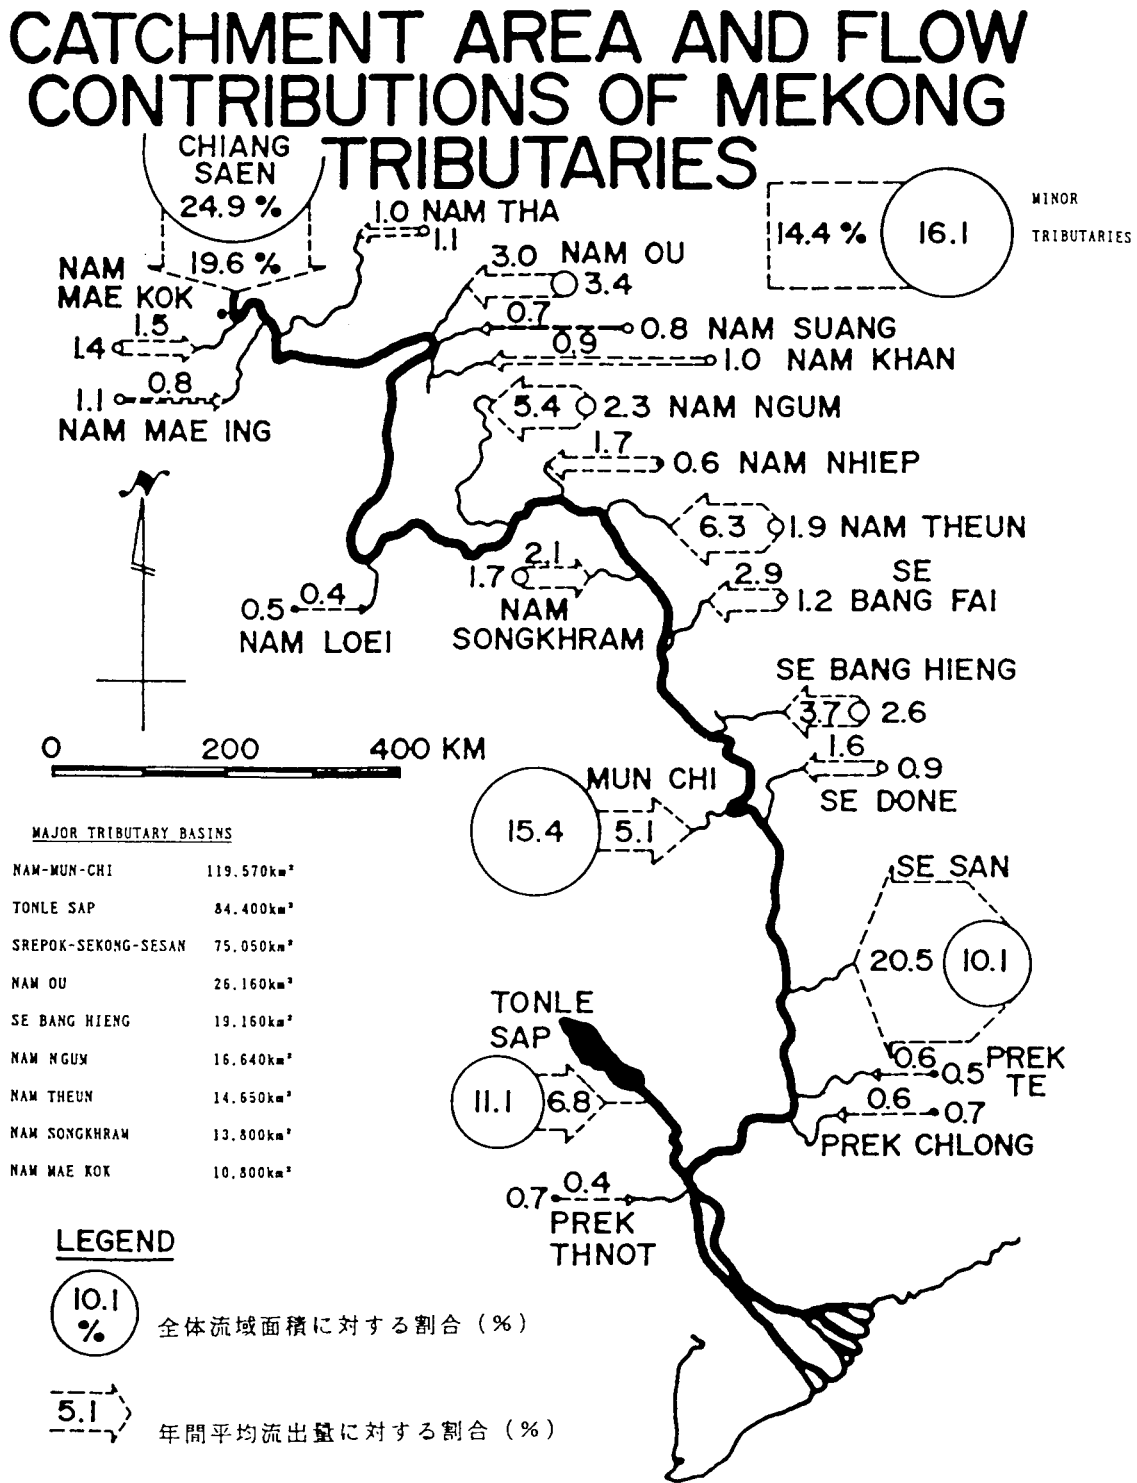 CATCHMENT AREA AND FLOW
CONTRIBUTIONS OF MEKONG
TRIBUTARIES
CHIANG
SAEN
24.9 %
19.6 %
1.0 NAM THA
1.1
14.4 %
16.1
MINOR
TRIBUTARIES
NAM
MAE KOK
1.5
1.4
0.8
1.1
NAM MAE ING
3.0 NAM OU
3.4
0.7
0.8 NAM SUANG
0.9
1.0 NAM KHAN
5.4
2.3 NAM NGUM
1.7
0.6 NAM NHIEP
6.3
1.9 NAM THEUN
2.1
1.7
NAM
SONGKHRAM
2.9
SE
1.2 BANG FAI
0.4
0.5
NAM LOEI
SE BANG HIENG
3.7
2.6
1.6
0.9
SE DONE
0 200 400 KM
MUN CHI
15.4
5.1
MAJOR TRIBUTARY BASINS
NAM-MUN-CHI 119.570km²
TONLE SAP 84.400km²
SREPOK-SEKONG-SESAN 75.050km²
NAM OU 26.160km²
SE BANG HIENG 19.160km²
NAM NGUM 16.640km²
NAM THEUN 14.650km²
NAM SONGKHRAM 13.800km²
NAM MAE KOK 10.800km²
SE SAN
20.5
10.1
TONLE
SAP
11.1
6.8
0.6
0.5
PREK
TE
0.6
0.7
PREK CHLONG
0.4
0.7
PREK
THNOT
LEGEND
10.1
%
全体流域面積に対する割合（％）
5.1
年間平均流出量に対する割合（％）